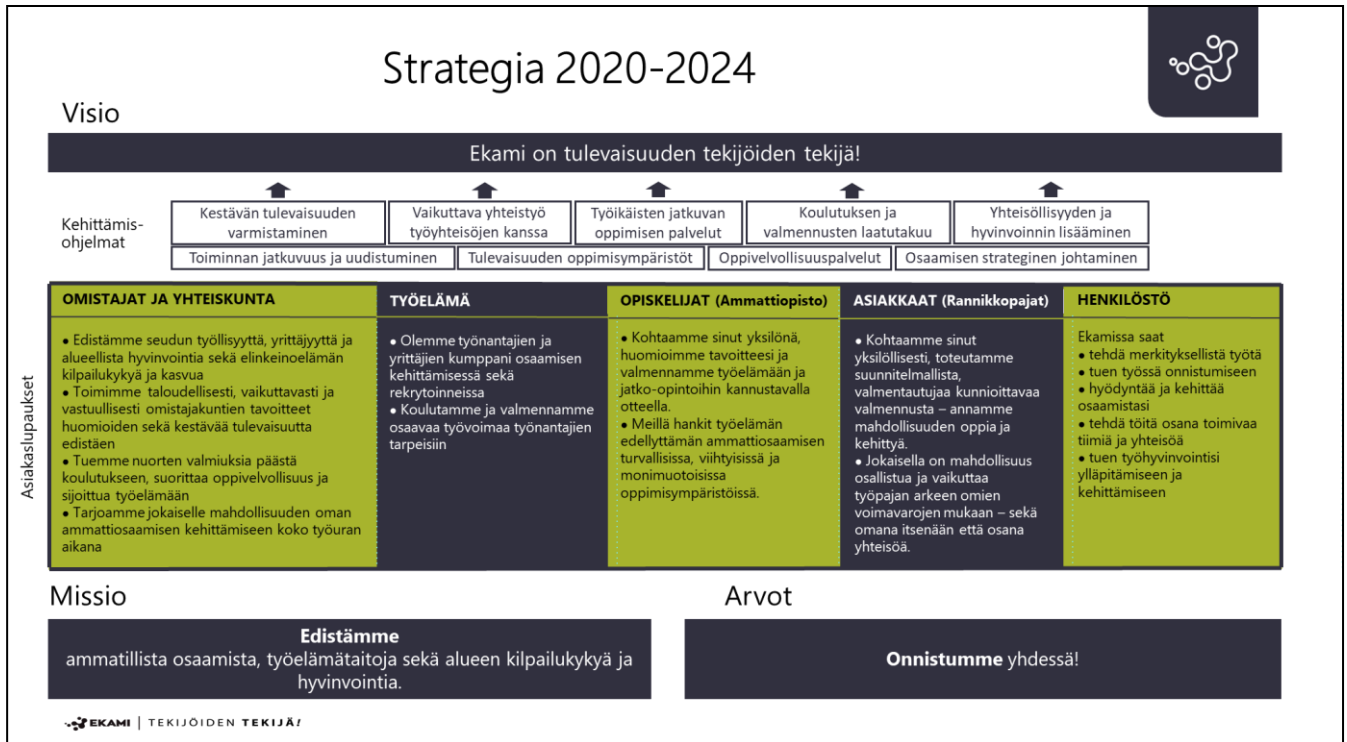 Strategia 2020-2024
Visio
Ekami on tulevaisuuden tekijöiden tekijä!
Kehittämis-
ohjelmat
Kestävän tulevaisuuden
varmistaminen
Vaikuttava yhteistyö
työyhteisöjen kanssa
Työikäisten jatkuvan
oppimisen palvelut
Koulutuksen ja
valmennusten laatutakuu
Yhteisöllisyyden ja
hyvinvoinnin lisääminen
Toiminnan jatkuvuus ja uudistuminen
Tulevaisuuden oppimisympäristöt
Oppivelvollisuuspalvelut
Osaamisen strateginen johtaminen
Asiakaslupaukset
OMISTAJAT JA YHTEISKUNTA
• Edistämme seudun työllisyyttä, yrittäjyyttä ja
alueellista hyvinvointia sekä elinkeinoelämän
kilpailukykyä ja kasvua
• Toimimme taloudellisesti, vaikuttavasti ja
vastuullisesti omistajakuntien tavoitteet
huomioiden sekä kestävää tulevaisuutta
edistäen
• Tuemme nuorten valmiuksia päästä
koulutukseen, suorittaa oppivelvollisuus ja
sijoittua työelämään
• Tarjoamme jokaiselle mahdollisuuden oman
ammattiosaamisen kehittämiseen koko työuran
aikana
TYÖELÄMÄ
• Olemme työnantajien ja
yrittäjien kumppani osaamisen
kehittämisessä sekä
rekrytoinneissa
• Koulutamme ja valmennamme
osaavaa työvoimaa työnantajien
tarpeisiin
OPISKELIJAT (Ammattiopisto)
• Kohtaamme sinut yksilönä,
huomioimme tavoitteesi ja
valmennamme työelämään ja
jatko-opintoihin kannustavalla
otteella.
• Meillä hankit työelämän
edellyttämän ammattiosaamisen
turvallisissa, viihtyisissä ja
monimuotoisissa
oppimisympäristöissä.
ASIAKKAAT (Rannikkopajat)
• Kohtaamme sinut
yksilöllisesti, toteutamme
suunnitelmallista,
valmentautujaa kunnioittavaa
valmennusta – annamme
mahdollisuuden oppia ja
kehittyä.
• Jokaisella on mahdollisuus
osallistua ja vaikuttaa
työpajan arkeen omien
voimavarojen mukaan – sekä
omana itsenään että osana
yhteisöä.
HENKILÖSTÖ
Ekamissa saat
• tehdä merkityksellistä työtä
• tuen työssä onnistumiseen
• hyödyntää ja kehittää
osaamistasi
• tehdä töitä osana toimivaa
tiimiä ja yhteisöä
• tuen työhyvinvointisi
ylläpitämiseen ja
kehittämiseen
Missio
Edistämme
ammatillista osaamista, työelämätaitoja sekä alueen kilpailukykyä ja
hyvinvointia.
Arvot
Onnistumme yhdessä!
EKAMI | TEKIJÖIDEN TEKIJÄ!